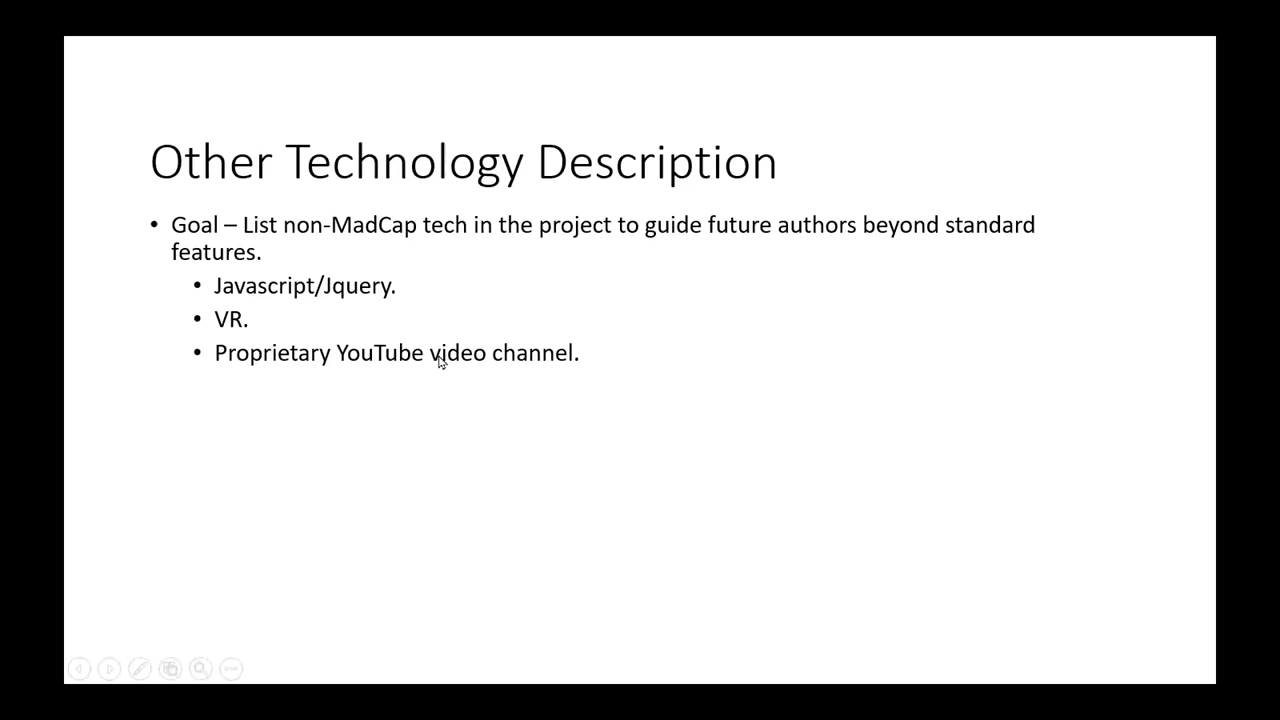 Other Technology Description
• Goal – List non-MadCap tech in the project to guide future authors beyond standard
features.
• Javascript/Jquery.
• VR.
• Proprietary YouTube video channel.